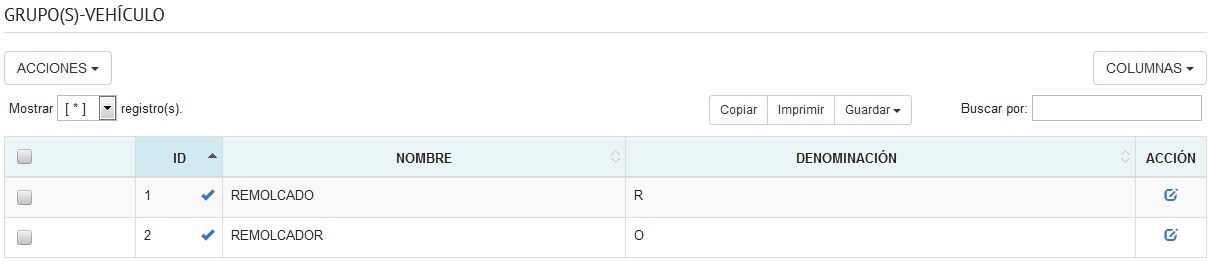 GRUPO(S)-VEHÍCULO
ACCIONES COLUMNAS
Mostrar [ * ] registro(s). Copiar Imprimir Guardar Buscar por:
ID NOMBRE DENOMINACIÓN ACCIÓN
1 REMOLCADO R
2 REMOLCADOR O